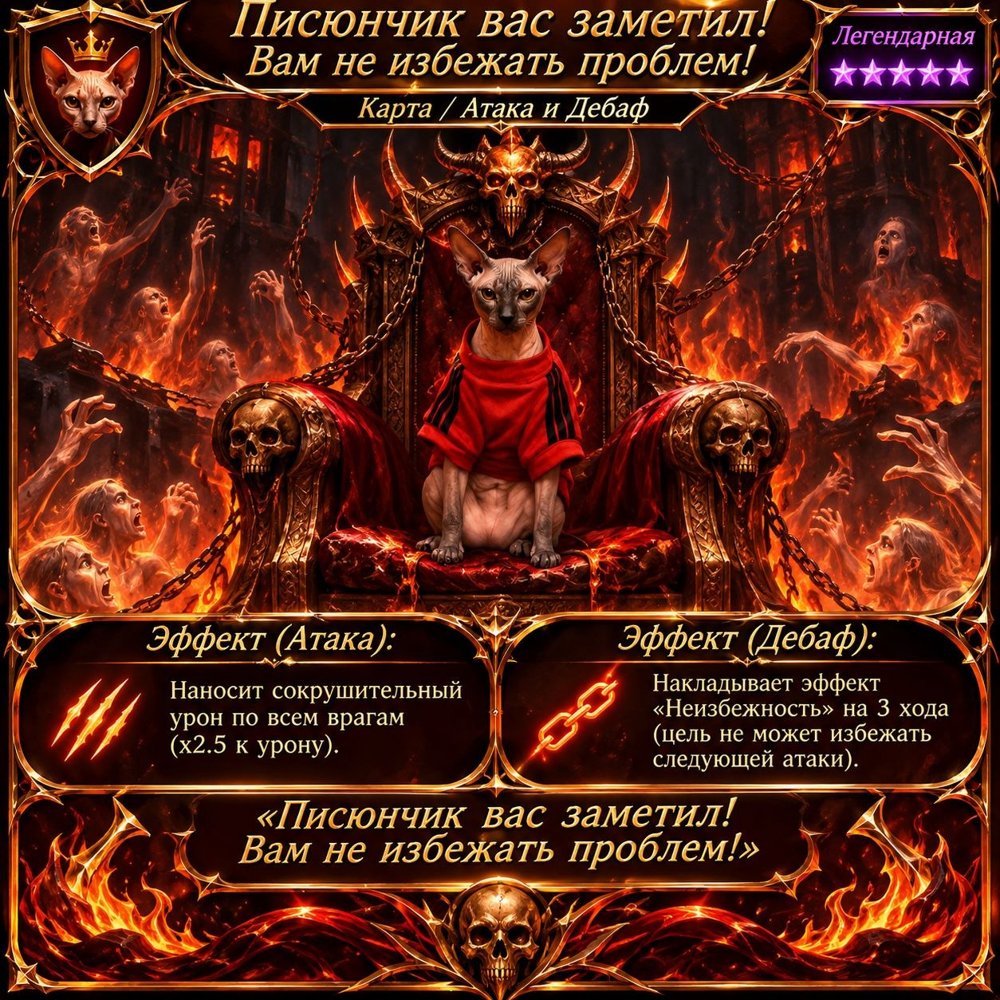 Писюнчик вас заметил!
Вам не избежать проблем!
Легендарная
Карта / Атака и Дебаф
Эффект (Атака):
Наносит сокрушительный
урон по всем врагам
(x2.5 к урону).
Эффект (Дебаф):
Накладывает эффект
«Неизбежность» на 3 хода
(цель не может избежать
следующей атаки).
«Писюнчик вас заметил!
Вам не избежать проблем!»